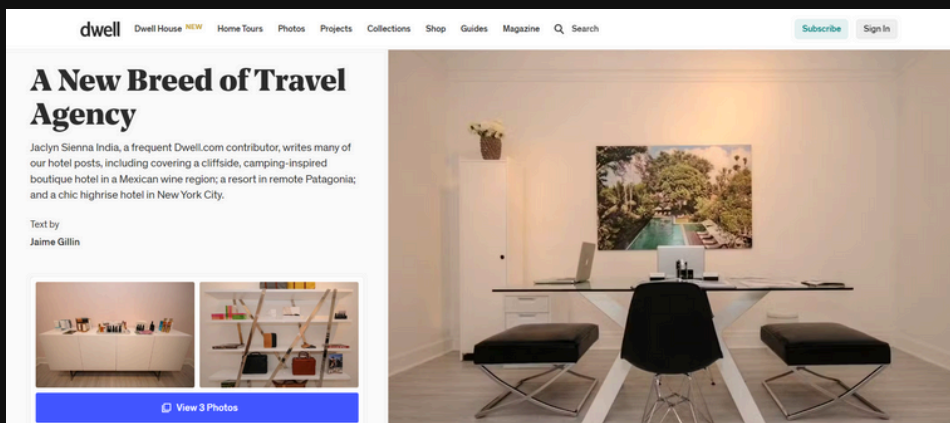 dwell Dwell House NEW Home Tours Photos Projects Collections Shop Guides Magazine Search Subscribe Sign In
A New Breed of Travel
Agency
Jaclyn Sienna India, a frequent Dwell.com contributor, writes many of
our hotel posts, including covering a cliffside, camping-inspired
boutique hotel in a Mexican wine region; a resort in remote Patagonia;
and a chic highrise hotel in New York City.
Text by
Jaime Gillin
View 3 Photos